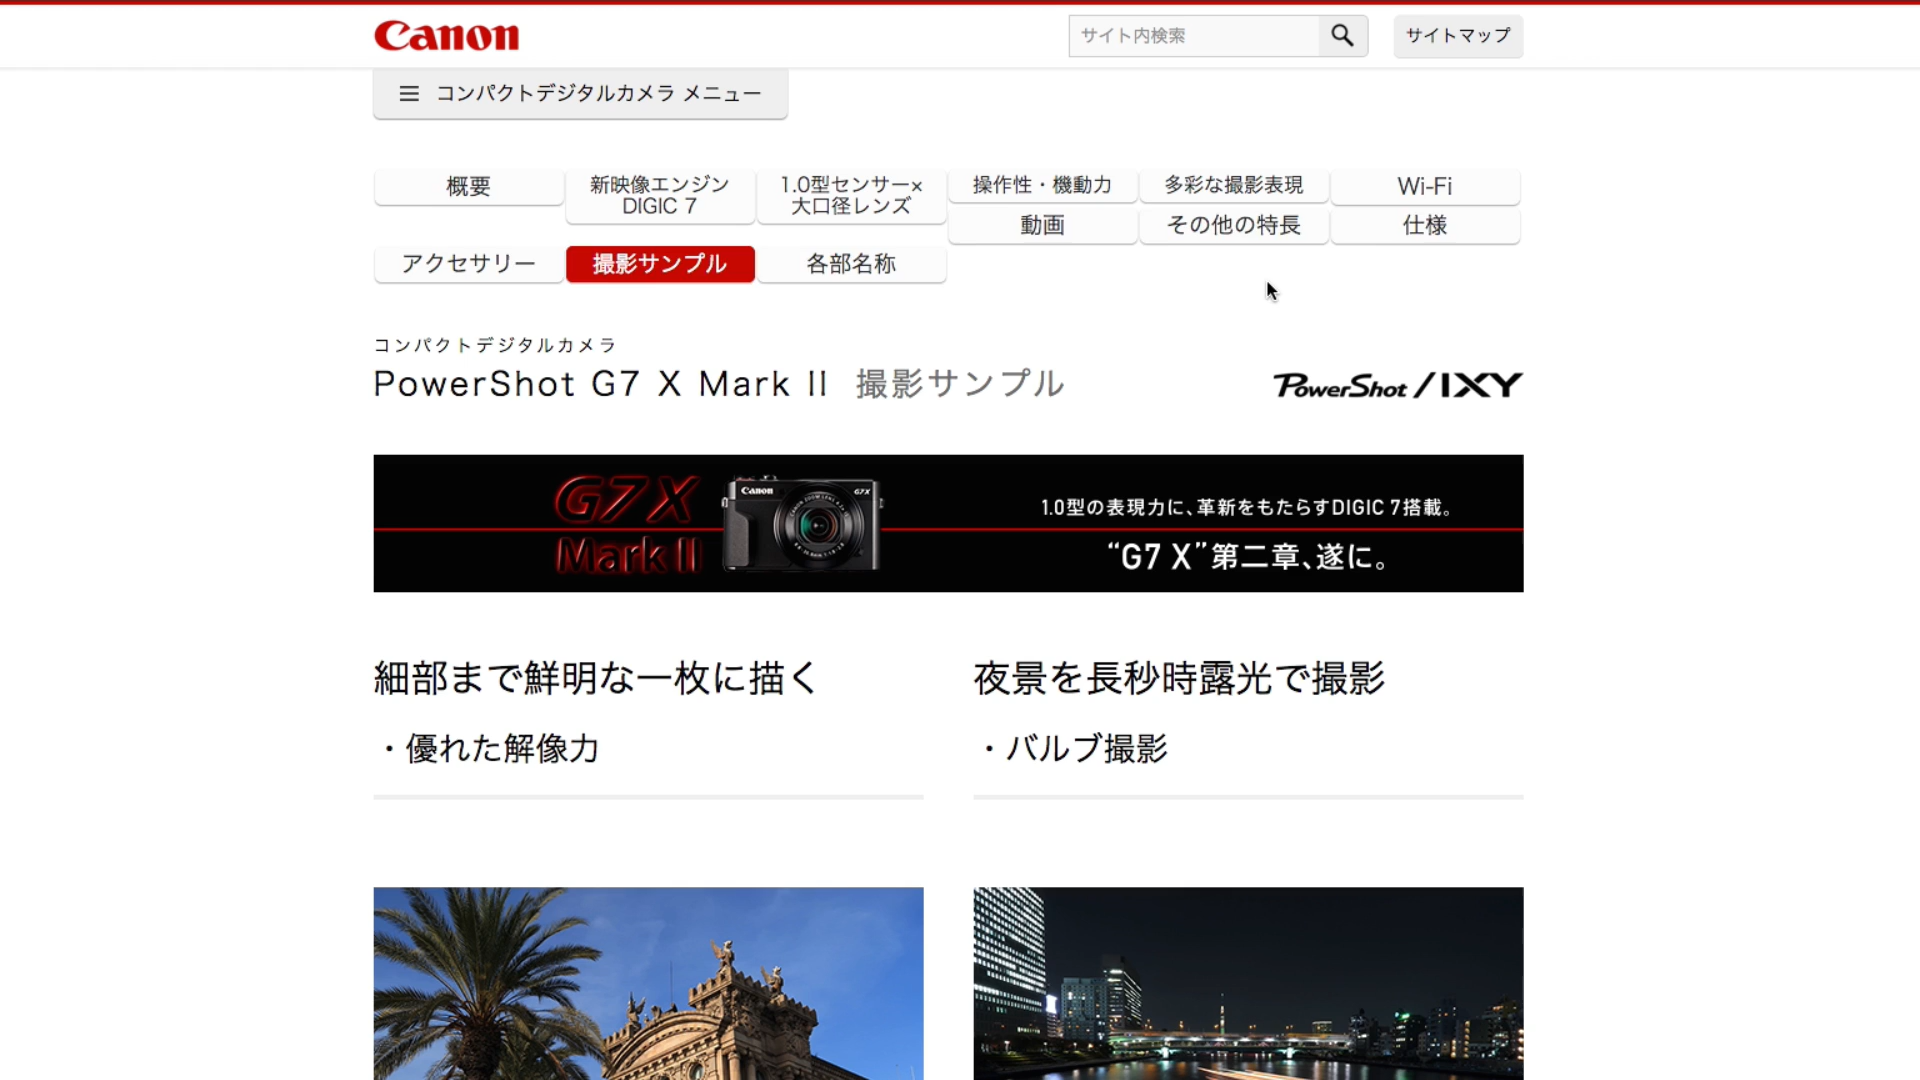 Canon
サイト内検索
サイトマップ
コンパクトデジタルカメラ メニュー
概要
新映像エンジン
DIGIC 7
1.0型センサー×
大口径レンズ
操作性・機動力
多彩な撮影表現
Wi-Fi
動画
その他の特長
仕様
アクセサリー
撮影サンプル
各部名称
コンパクトデジタルカメラ
PowerShot G7 X Mark II 撮影サンプル
PowerShot / IXY
G7 X
Mark II
Canon
G7X
1.0型の表現力に、革新をもたらすDIGIC 7搭載。
“G7 X”第二章、遂に。
細部まで鮮明な一枚に描く
・優れた解像力
夜景を長秒時露光で撮影
・バルブ撮影